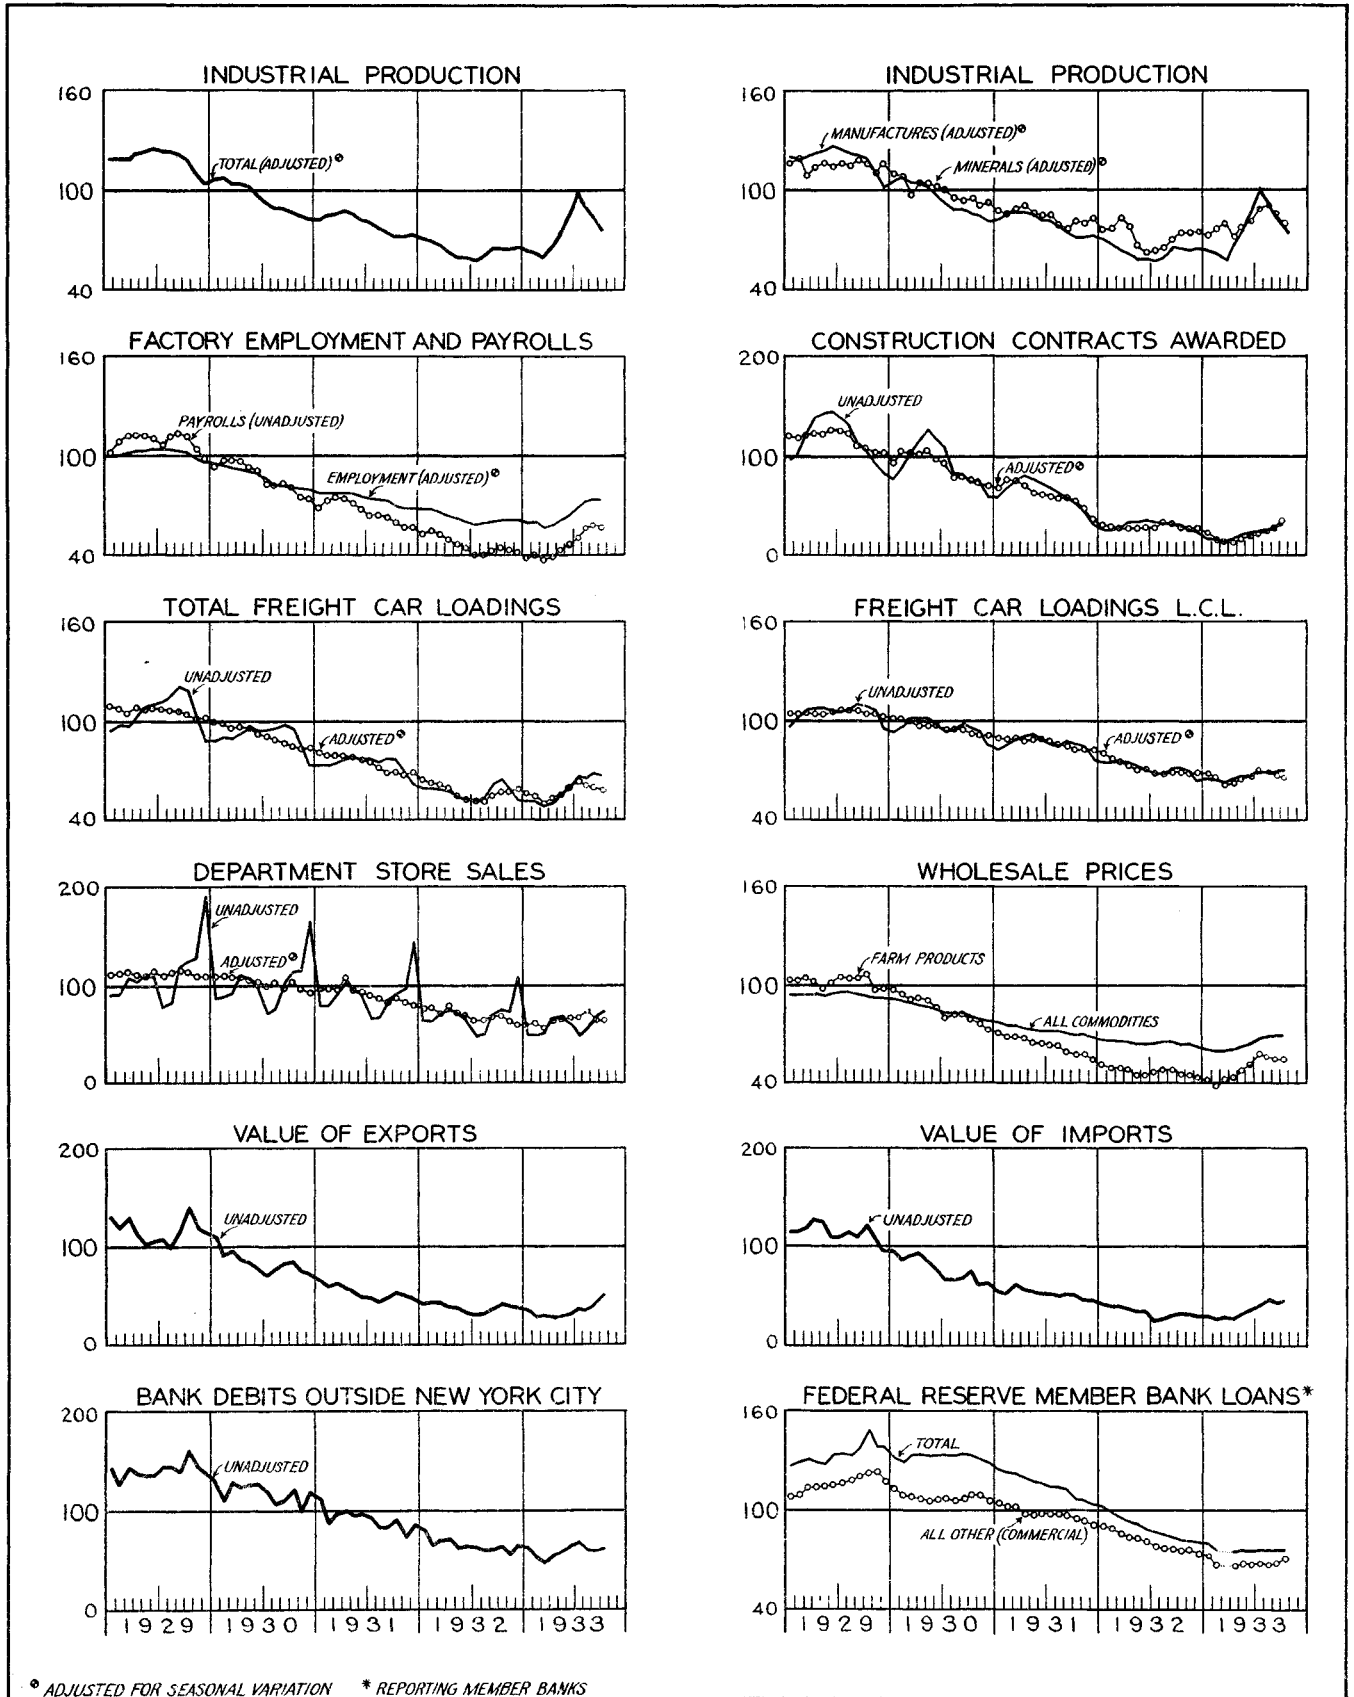 INDUSTRIAL PRODUCTION
160
TOTAL (ADJUSTED)⊘
100
40
INDUSTRIAL PRODUCTION
160
MANUFACTURES (ADJUSTED)⊘
MINERALS (ADJUSTED)⊘
100
40
FACTORY EMPLOYMENT AND PAYROLLS
160
PAYROLLS (UNADJUSTED)
100
EMPLOYMENT (ADJUSTED)⊘
40
CONSTRUCTION CONTRACTS AWARDED
200
UNADJUSTED
100
ADJUSTED⊘
0
TOTAL FREIGHT CAR LOADINGS
160
UNADJUSTED
100
ADJUSTED⊘
40
FREIGHT CAR LOADINGS L.C.L.
160
UNADJUSTED
100
ADJUSTED⊘
40
DEPARTMENT STORE SALES
200
UNADJUSTED
ADJUSTED⊘
100
0
WHOLESALE PRICES
160
FARM PRODUCTS
100
ALL COMMODITIES
40
VALUE OF EXPORTS
200
UNADJUSTED
100
0
VALUE OF IMPORTS
200
UNADJUSTED
100
0
BANK DEBITS OUTSIDE NEW YORK CITY
200
UNADJUSTED
100
0
1929 1930 1931 1932 1933
FEDERAL RESERVE MEMBER BANK LOANS*
160
TOTAL
100
ALL OTHER (COMMERCIAL)
40
1929 1930 1931 1932 1933
⊘ ADJUSTED FOR SEASONAL VARIATION * REPORTING MEMBER BANKS